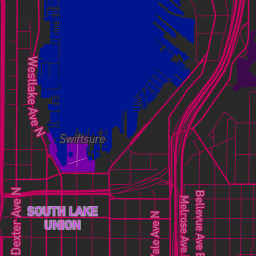 Westlake Ave N
Swiftsure
Dexter Ave N
SOUTH LAKE
UNION
Yale Ave N
Melrose Ave
Bellevue Ave E